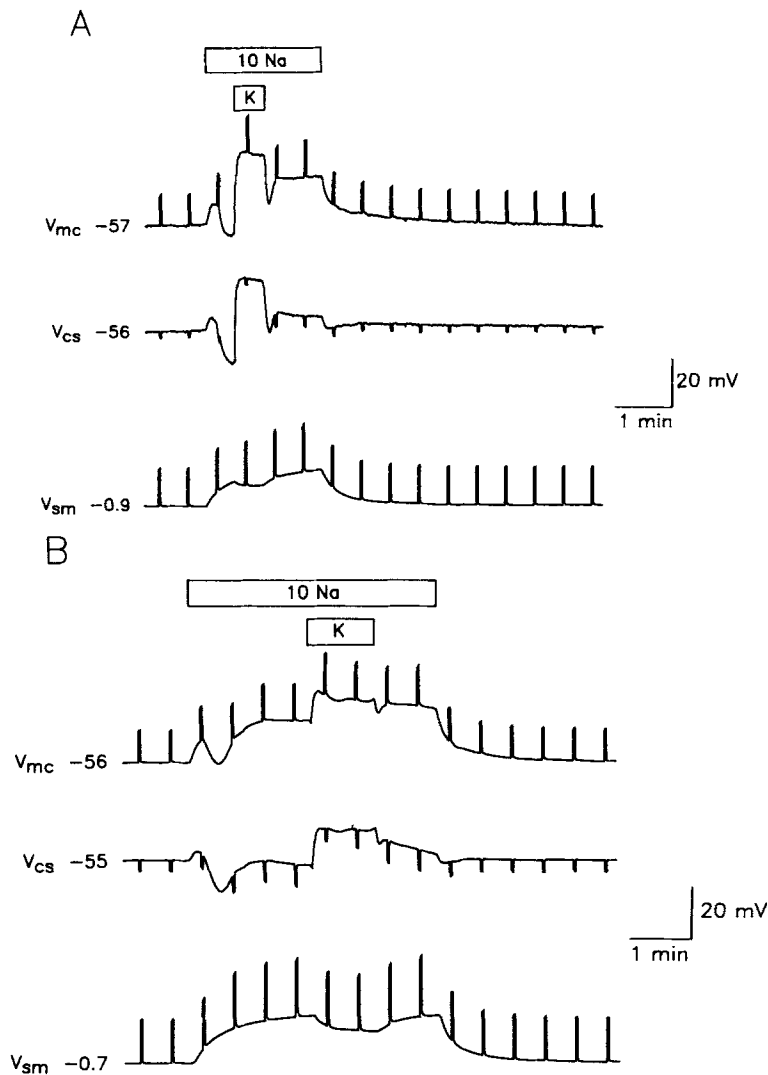 A
10 Na
K
Vmc -57
Vcs -56
20 mV
1 min
Vsm -0.9
B
10 Na
K
Vmc -56
Vcs -55
20 mV
1 min
Vsm -0.7